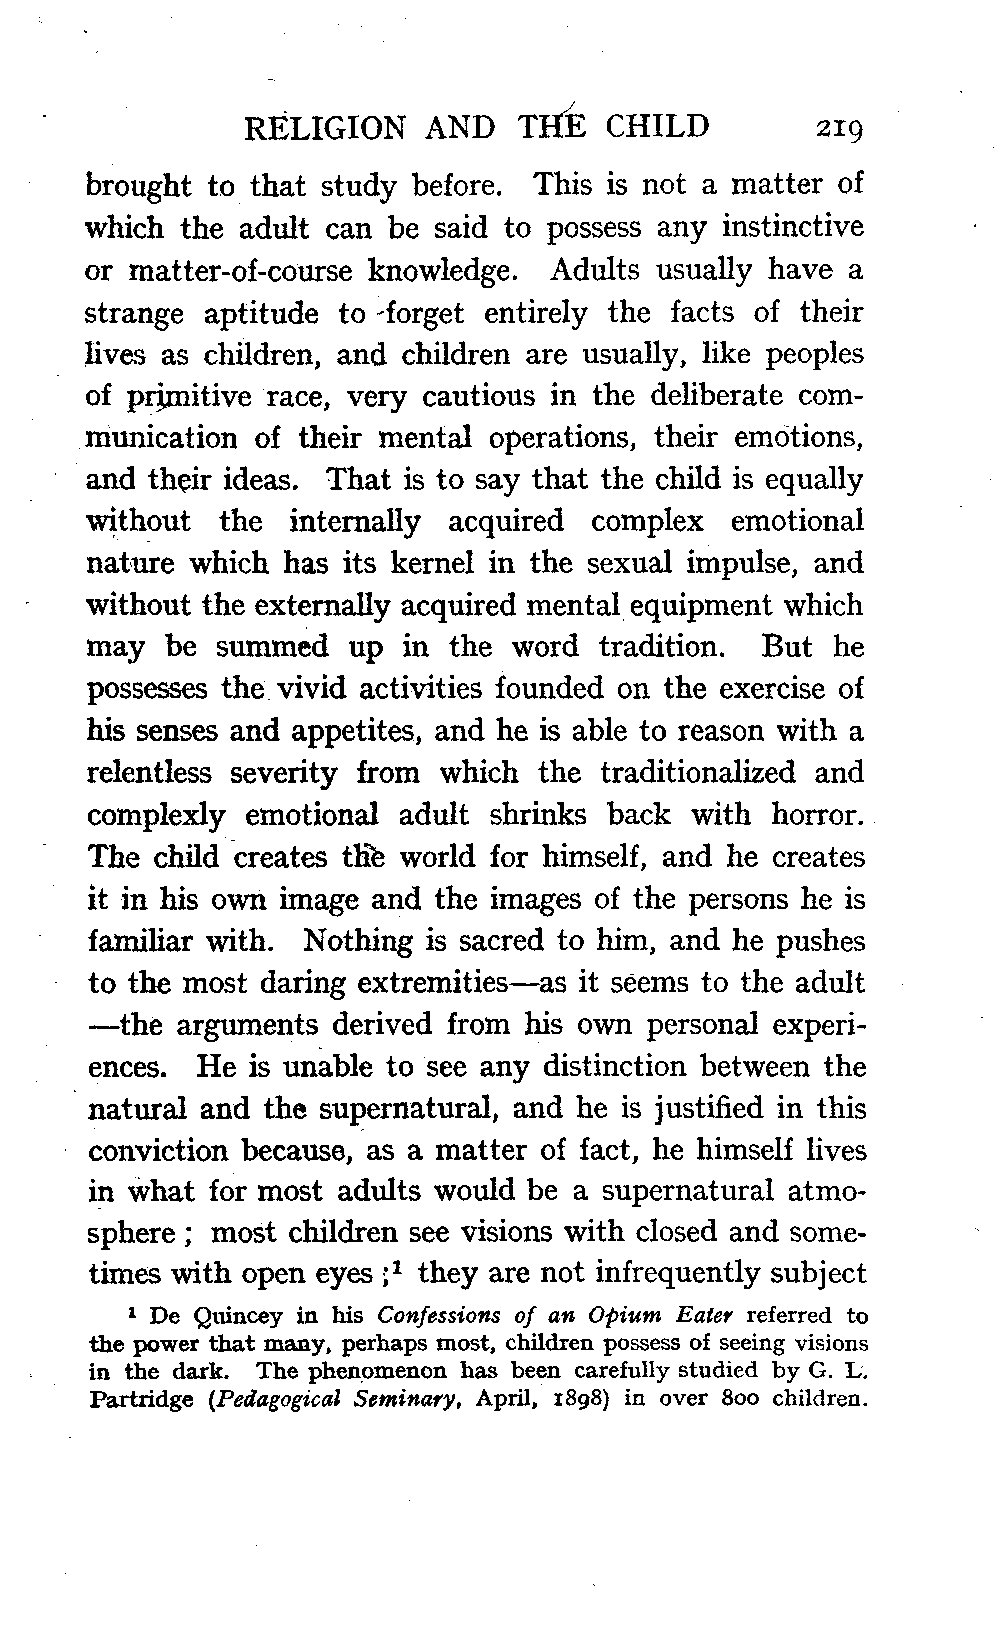 RELIGION AND THE CHILD 219
brought to that study before. This is not a matter of
which the adult can be said to possess any instinctive
or matter-of-course knowledge. Adults usually have a
strange aptitude to forget entirely the facts of their
lives as children, and children are usually, like peoples
of primitive race, very cautious in the deliberate com-
munication of their mental operations, their emotions,
and their ideas. That is to say that the child is equally
without the internally acquired complex emotional
nature which has its kernel in the sexual impulse, and
without the externally acquired mental equipment which
may be summed up in the word tradition. But he
possesses the vivid activities founded on the exercise of
his senses and appetites, and he is able to reason with a
relentless severity from which the traditionalized and
complexly emotional adult shrinks back with horror.
The child creates the world for himself, and he creates
it in his own image and the images of the persons he is
familiar with. Nothing is sacred to him, and he pushes
to the most daring extremities—as it seems to the adult
—the arguments derived from his own personal experi-
ences. He is unable to see any distinction between the
natural and the supernatural, and he is justified in this
conviction because, as a matter of fact, he himself lives
in what for most adults would be a supernatural atmo-
sphere ; most children see visions with closed and some-
times with open eyes ;¹ they are not infrequently subject
¹ De Quincey in his Confessions of an Opium Eater referred to
the power that many, perhaps most, children possess of seeing visions
in the dark. The phenomenon has been carefully studied by G. L.
Partridge (Pedagogical Seminary, April, 1898) in over 800 children.